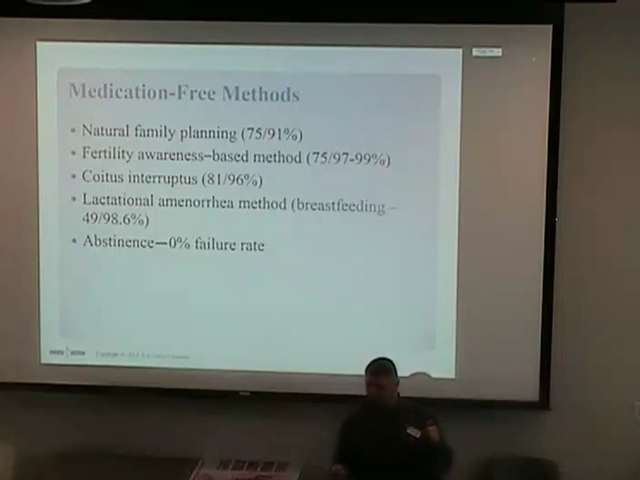 Medication-Free Methods
• Natural family planning (75/91%)
• Fertility awareness–based method (75/97-99%)
• Coitus interruptus (81/96%)
• Lactational amenorrhea method (breastfeeding –
49/98.6%)
• Abstinence—0% failure rate
Copyright ©